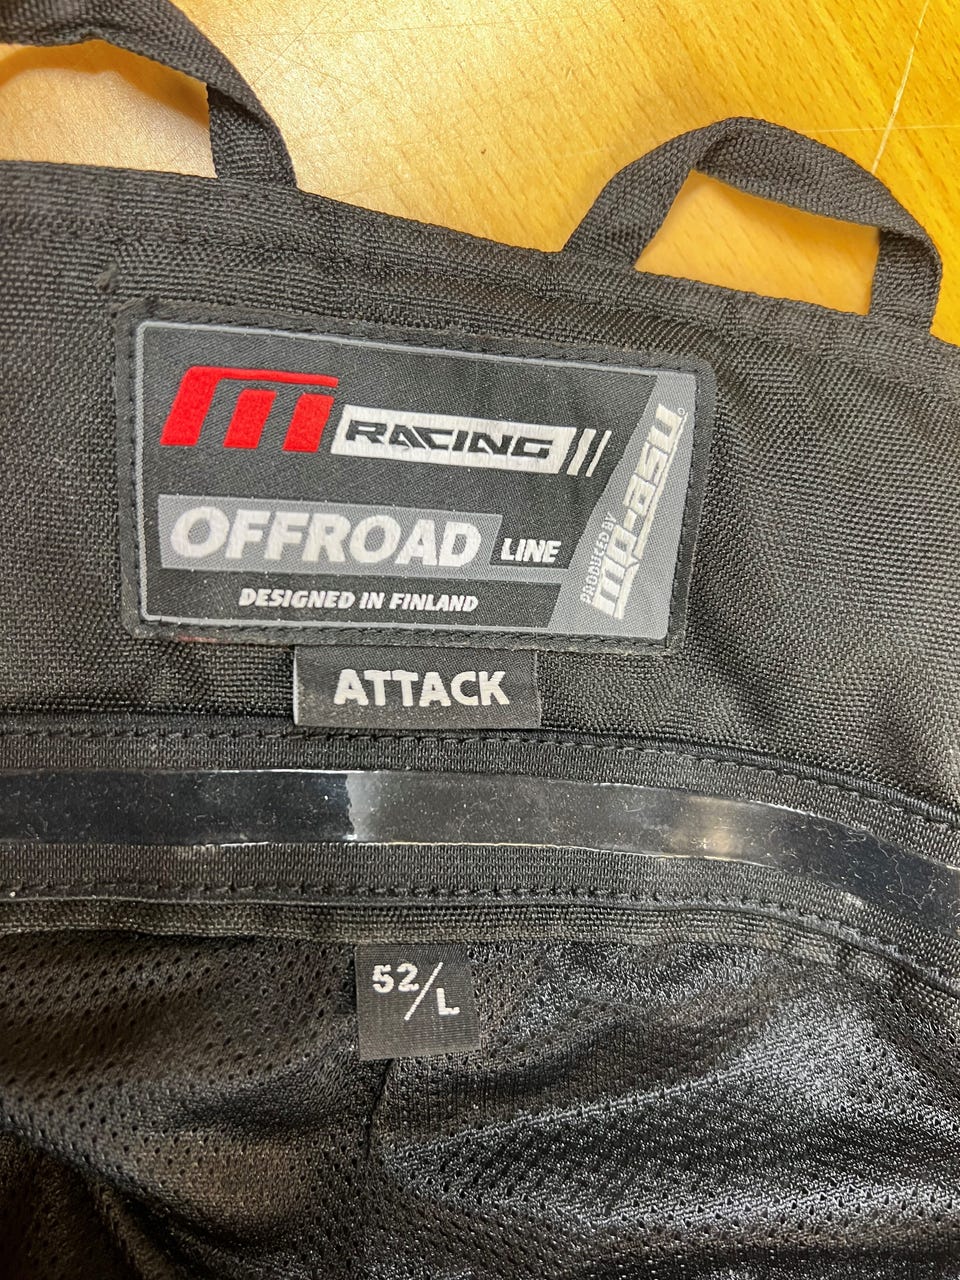 m RACING
OFFROAD LINE
DESIGNED IN FINLAND
PRODUCED BY
mp-asu
ATTACK
52/L